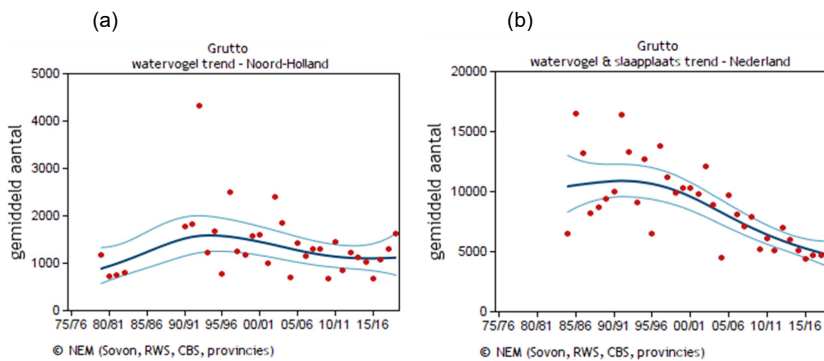 (a)
Grutto
watervogel trend - Noord-Holland
gemiddeld aantal
5000
4000
3000
2000
1000
0
75/76 80/81 85/86 90/91 95/96 00/01 05/06 10/11 15/16
© NEM (Sovon, RWS, CBS, provincies)
(b)
Grutto
watervogel & slaapplaats trend - Nederland
gemiddeld aantal
20000
15000
10000
5000
0
75/76 80/81 85/86 90/91 95/96 00/01 05/06 10/11 15/16
© NEM (Sovon, RWS, CBS, provincies)